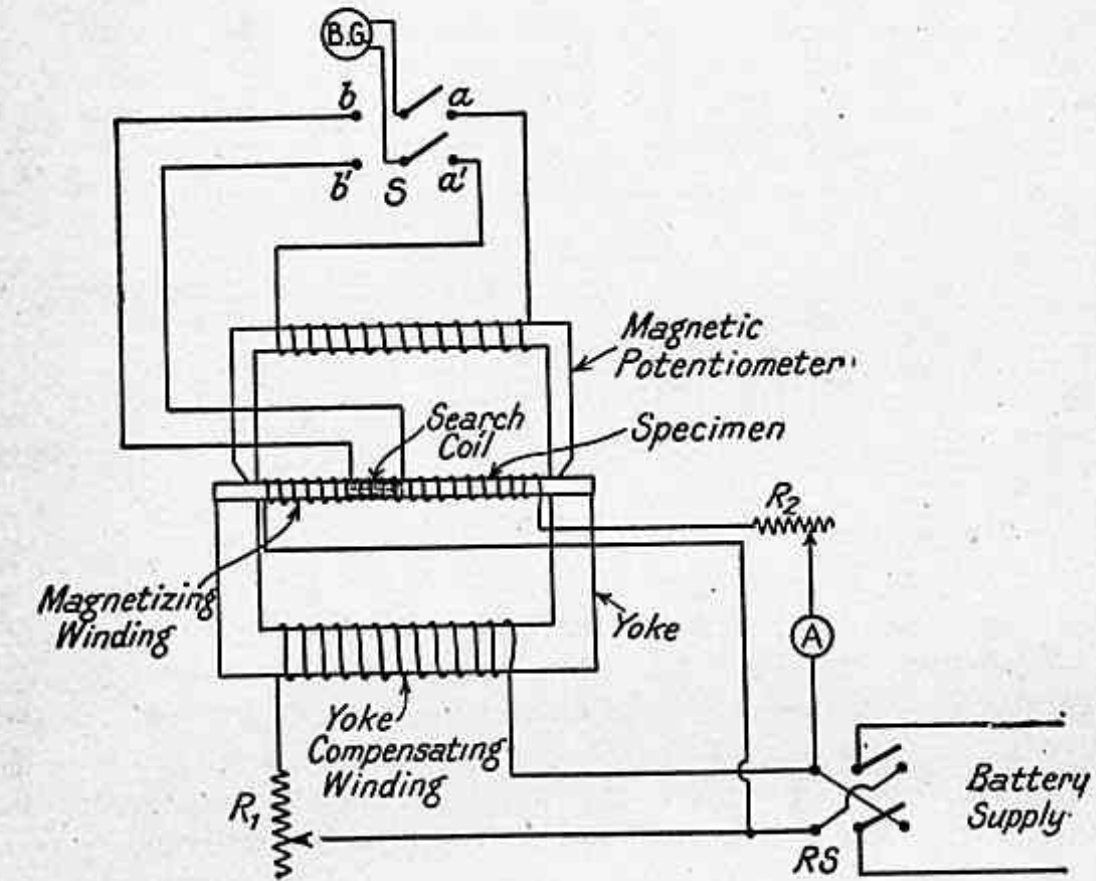 B.G.
b
a
b'
S
a'
Magnetic
Potentiometer
Search
Coil
Specimen
R2
Magnetizing
Winding
Yoke
A
Yoke
Compensating
Winding
R1
Battery
Supply
RS